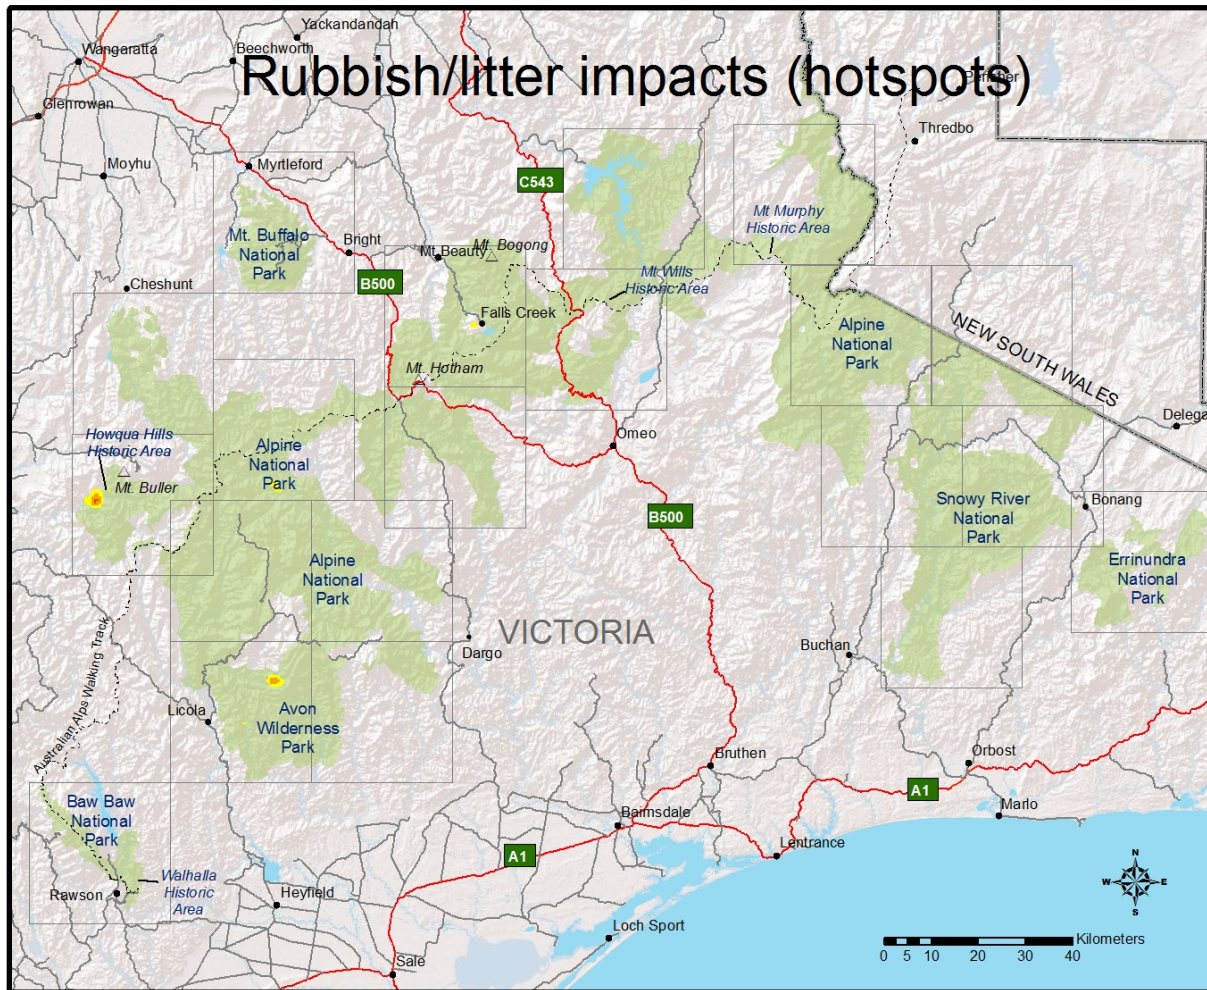 Rubbish/litter impacts (hotspots)
Yackandandah
Wangaratta
Beechworth
Perisher
Glenrowan
Thredbo
Moyhu
Myrtleford
C543
Mt Murphy
Historic Area
Mt. Buffalo
National
Park
Bright
Mt. Beauty
Mt. Bogong
Mt Wills
Historic Area
Cheshunt
B500
Falls Creek
Alpine
National
Park
NEW SOUTH WALES
Mt. Hotham
Delega
Howqua Hills
Historic Area
Alpine
National
Park
Omeo
Mt. Buller
Snowy River
National
Park
Bonang
B500
Alpine
National
Park
Errinundra
National
Park
VICTORIA
Dargo
Buchan
Australian Alps Walking Track
Licola
Avon
Wilderness
Park
Bruthen
Orbost
A1
Marlo
Baw Baw
National
Park
Bairnsdale
A1
Lentrance
Walhalla
Historic
Area
Rawson
Heyfield
N
W
E
S
Loch Sport
Kilometers
0 5 10 20 30 40
Sale